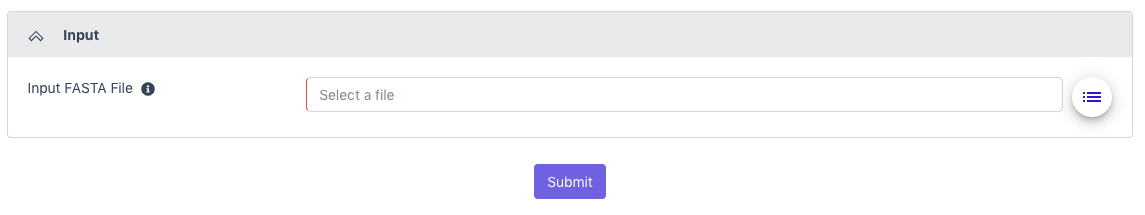 Input
Input FASTA File
Select a file
Submit